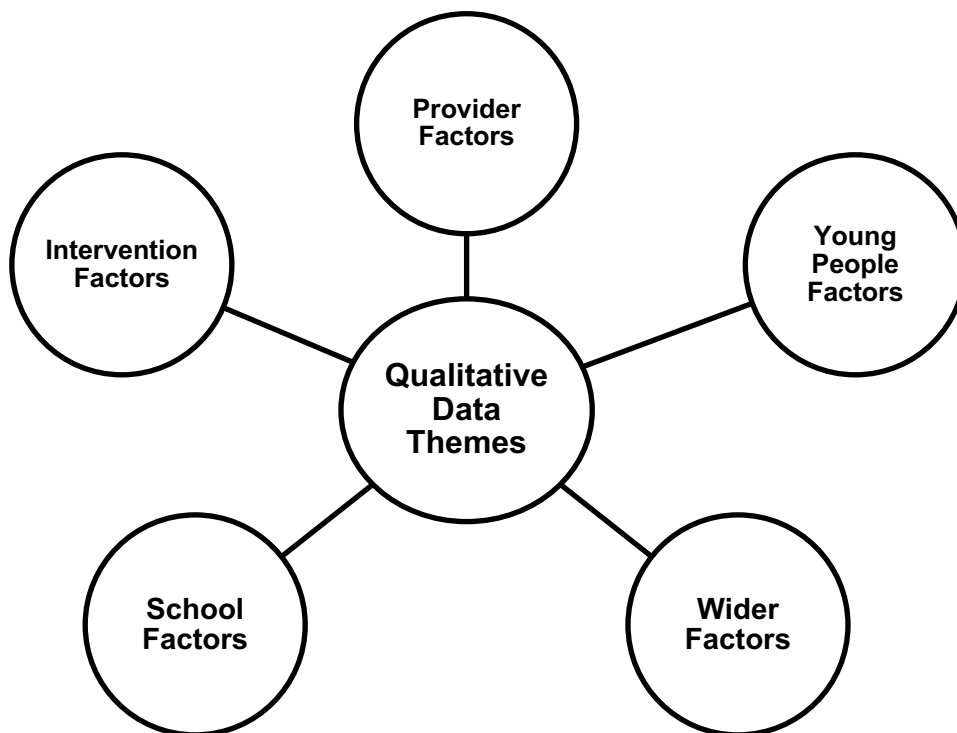 Provider
Factors
Intervention
Factors
Young
People
Factors
Qualitative
Data
Themes
School
Factors
Wider
Factors